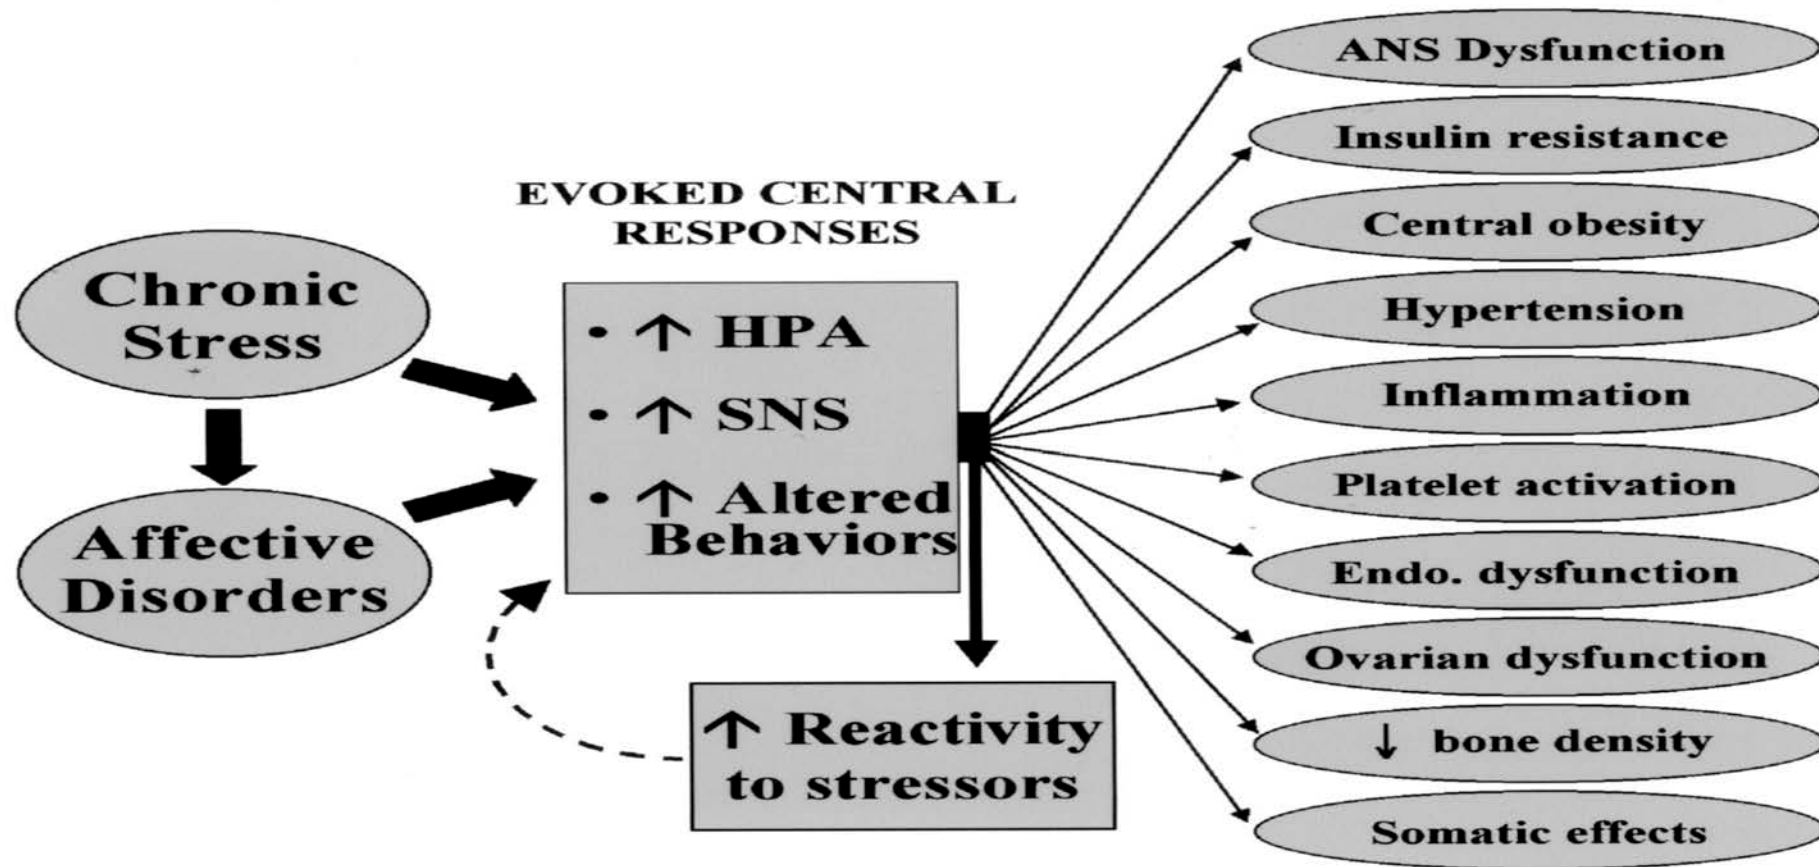 EVOKED CENTRAL
RESPONSES
Chronic
Stress
Affective
Disorders
• ↑ HPA
• ↑ SNS
• ↑ Altered
Behaviors
↑ Reactivity
to stressors
ANS Dysfunction
Insulin resistance
Central obesity
Hypertension
Inflammation
Platelet activation
Endo. dysfunction
Ovarian dysfunction
↓ bone density
Somatic effects